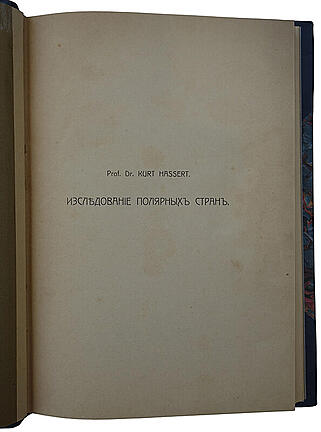 Prof. Dr. KURT HASSERT.
ИЗСЛѢДОВАНІЕ ПОЛЯРНЫХЪ СТРАНЪ.